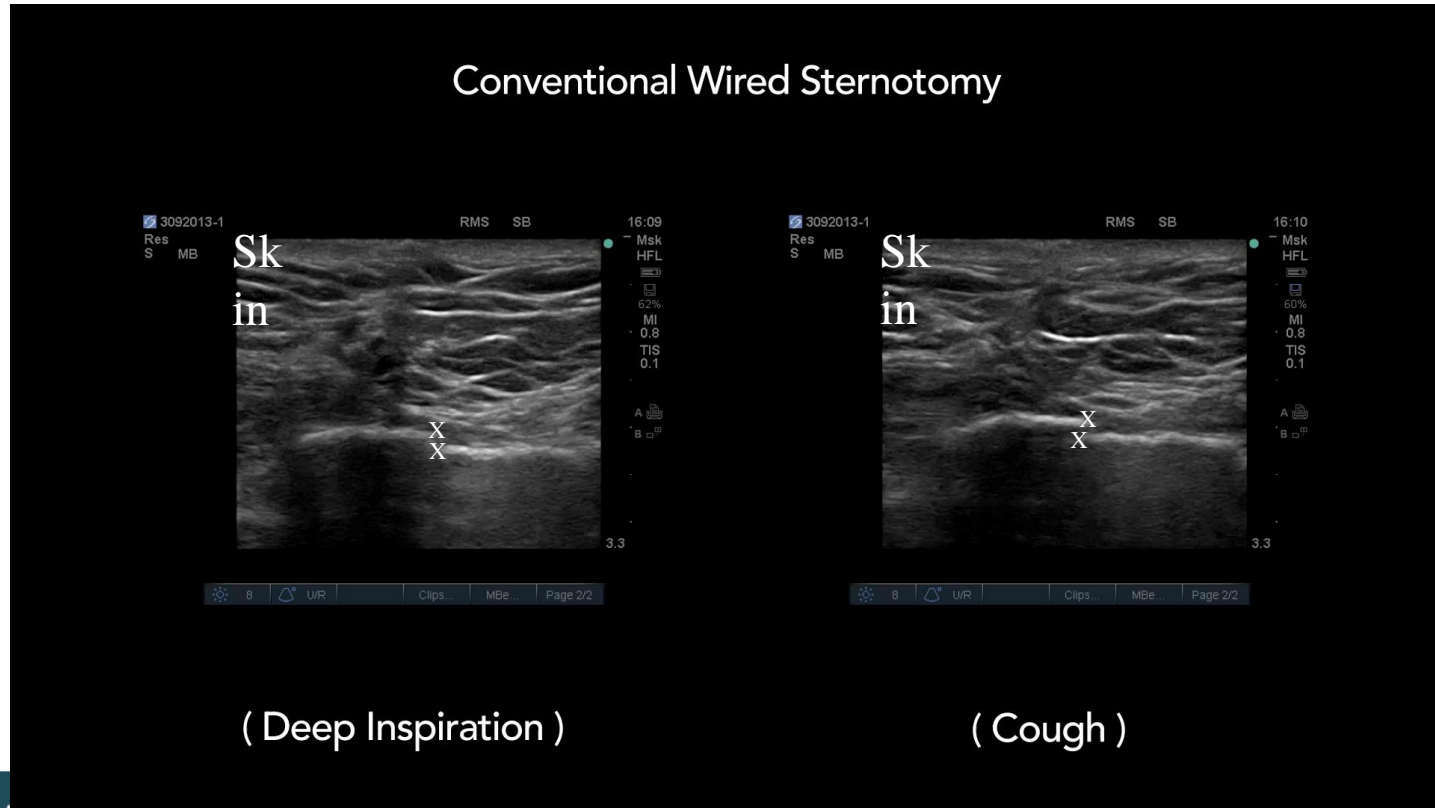 Conventional Wired Sternotomy
3092013-1 RMS SB 16:09
Res
S MB
Sk
in
Msk
HFL
62%
MI
0.8
TIS
0.1
X
X
A
B
3.3
8 U/R Clips... MBe... Page 2/2
( Deep Inspiration )
3092013-1 RMS SB 16:10
Res
S MB
Sk
in
Msk
HFL
60%
MI
0.8
TIS
0.1
X
X
A
B
3.3
8 U/R Clips... MBe... Page 2/2
( Cough )